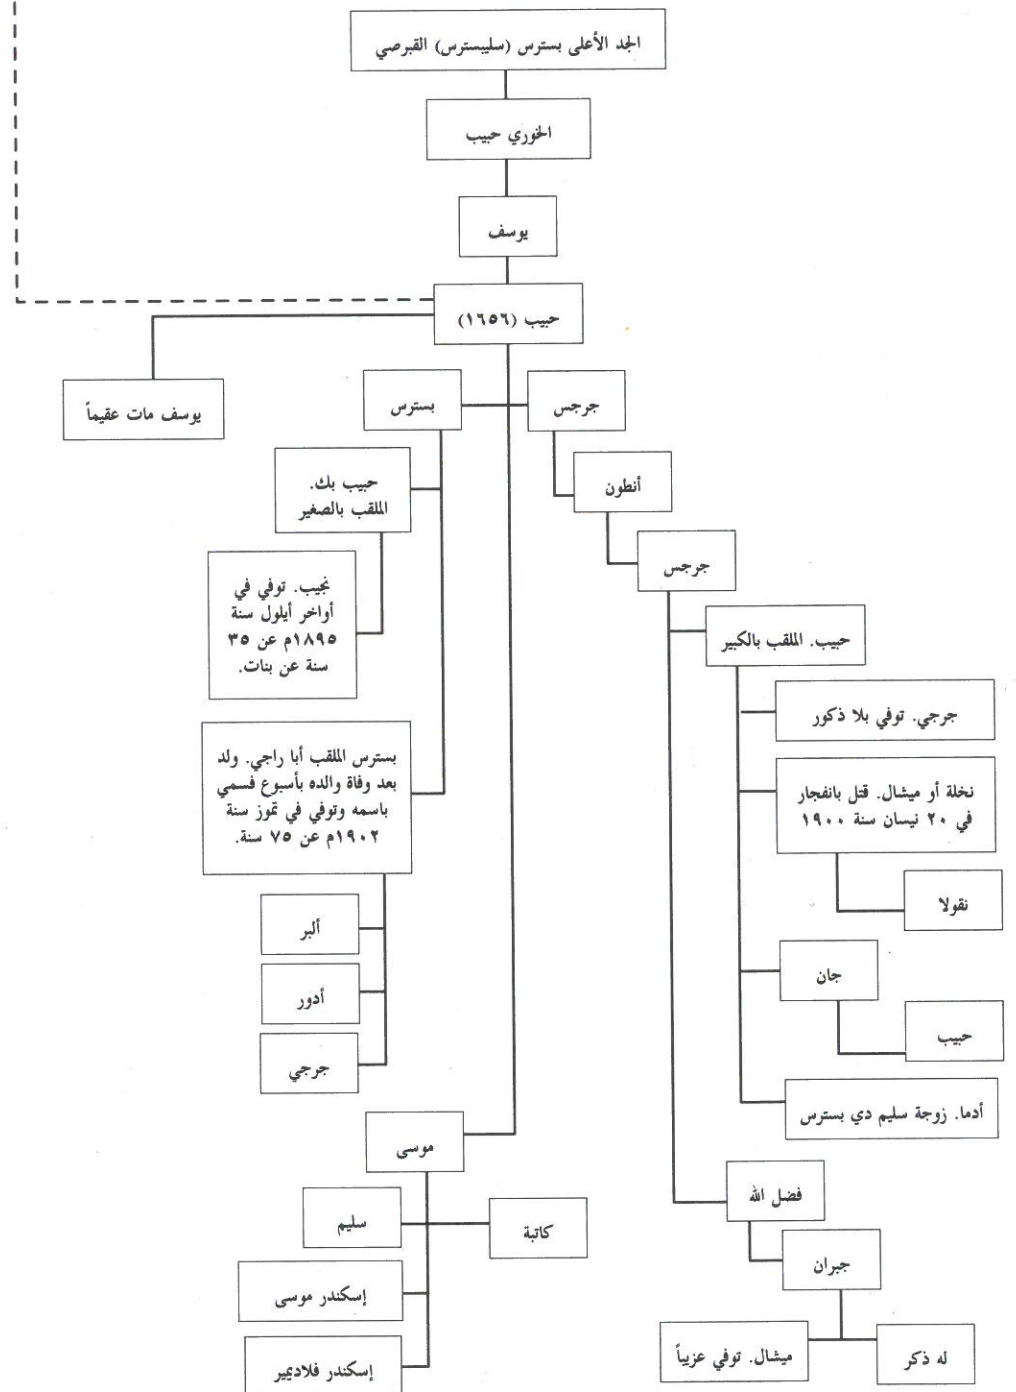 الجد الأعلى بسترس (سليبسترس) القبرصي
الخوري حبيب
يوسف
حبيب (١٦٥٦)
يوسف مات عقيماً
بسترس
جرجس
أنطون
حبيب بك.
الملقب بالصغير
جرجس
نجيب. توفي في
أواخر أيلول سنة
١٨٩٥م عن ٣٥
سنة عن بنات.
حبيب. الملقب بالكبير
جرجي. توفي بلا ذكور
بسترس الملقب أبا راجي. ولد
بعد وفاة والده بأسبوع فسمي
باسمه وتوفي في تموز سنة
١٩٠٢م عن ٧٥ سنة.
نخلة أو ميشال. قتل بانفجار
في ٢٠ نيسان سنة ١٩٠٠
نقولا
ألبر
جان
أدور
حبيب
جرجي
أدما. زوجة سليم دي بسترس
موسى
فضل الله
سليم
كاتبة
جبران
إسكندر موسى
له ذكر
ميشال. توفي عزيباً
إسكندر فلاديمير